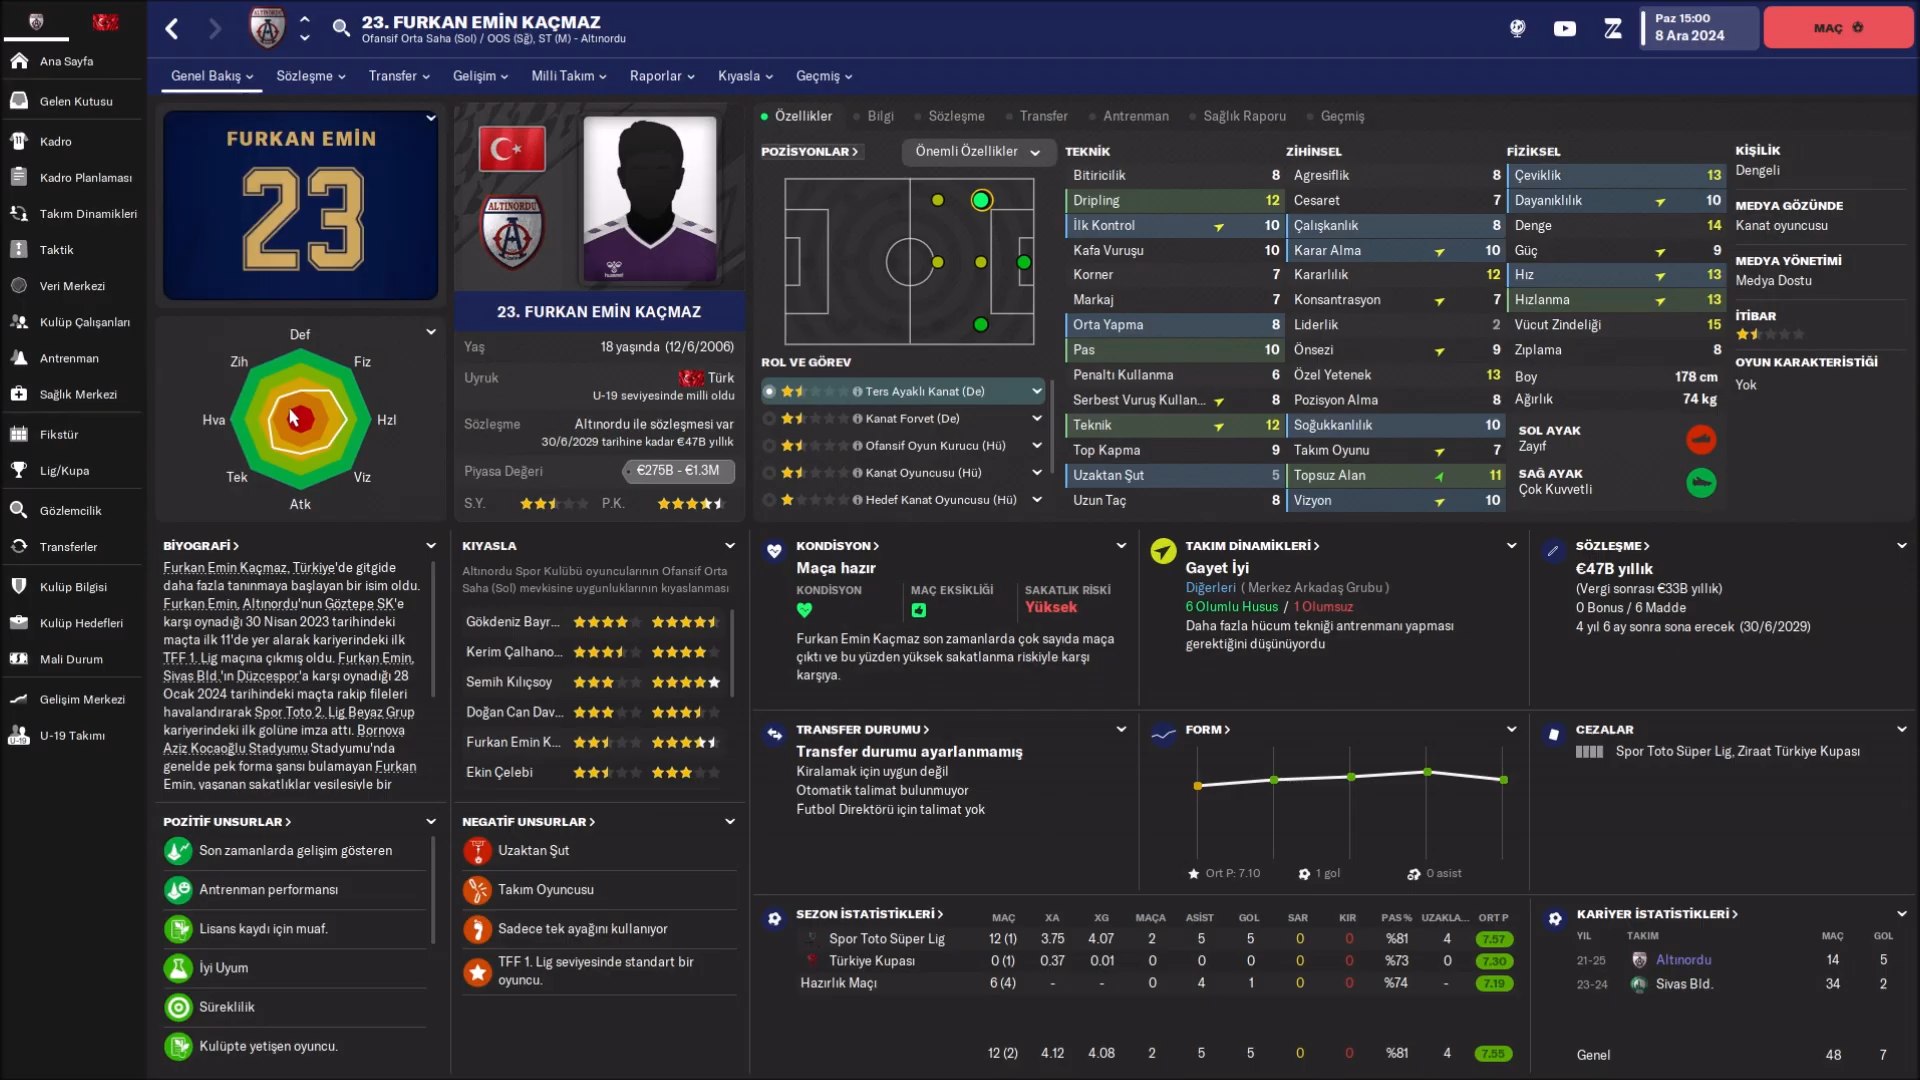 23. FURKAN EMİN KAÇMAZ
Ofansif Orta Saha (Sol) / OOS (Sğ), ST (M) - Altınordu
Paz 15:00
8 Ara 2024
MAÇ
Ana Sayfa
Gelen Kutusu
Kadro
Kadro Planlaması
Takım Dinamikleri
Taktik
Veri Merkezi
Kulüp Çalışanları
Antrenman
Sağlık Merkezi
Fikstür
Lig/Kupa
Gözlemcilik
Transferler
Kulüp Bilgisi
Kulüp Hedefleri
Mali Durum
Gelişim Merkezi
U-19 Takımı
Genel Bakış
Sözleşme
Transfer
Gelişim
Milli Takım
Raporlar
Kıyasla
Geçmiş
FURKAN EMİN
23
Def
Zih Fiz
Hva Hzl
Tek Viz
Atk
ALTINORDU
hummel
23. FURKAN EMİN KAÇMAZ
Yaş 18 yaşında (12/6/2006)
Uyruk Türk
U-19 seviyesinde milli oldu
Sözleşme Altınordu ile sözleşmesi var
30/6/2029 tarihine kadar €47B yıllık
Piyasa Değeri €275B - €1.3M
S.Y. P.K.
Özellikler Bilgi Sözleşme Transfer Antrenman Sağlık Raporu Geçmiş
POZİSYONLAR >
Önemli Özellikler
ROL VE GÖREV
Ters Ayaklı Kanat (De)
Kanat Forvet (De)
Ofansif Oyun Kurucu (Hü)
Kanat Oyuncusu (Hü)
Hedef Kanat Oyuncusu (Hü)
TEKNİK
Bitiricilik 8
Dripling 12
İlk Kontrol 10
Kafa Vuruşu 10
Korner 7
Markaj 7
Orta Yapma 8
Pas 10
Penaltı Kullanma 6
Serbest Vuruş Kullan... 8
Teknik 12
Top Kapma 9
Uzaktan Şut 5
Uzun Taç 8
ZİHİNSEL
Agresiflik 8
Cesaret 7
Çalışkanlık 8
Karar Alma 10
Kararlılık 12
Konsantrasyon 7
Liderlik 2
Önsezi 9
Özel Yetenek 13
Pozisyon Alma 8
Soğukkanlılık 10
Takım Oyunu 7
Topsuz Alan 11
Vizyon 10
FİZİKSEL
Çeviklik 13
Dayanıklılık 10
Denge 14
Güç 9
Hız 13
Hızlanma 13
Vücut Zindeliği 15
Zıplama 8
Boy 178 cm
Ağırlık 74 kg
SOL AYAK
Zayıf
SAĞ AYAK
Çok Kuvvetli
KİŞİLİK
Dengeli
MEDYA GÖZÜNDE
Kanat oyuncusu
MEDYA YÖNETİMİ
Medya Dostu
İTİBAR
OYUN KARAKTERİSTİĞİ
Yok
BİYOGRAFİ >
Furkan Emin Kaçmaz, Türkiye'de gitgide
daha fazla tanınmaya başlayan bir isim oldu.
Furkan Emin, Altınordu'nun Göztepe SK'e
karşı oynadığı 30 Nisan 2023 tarihindeki
maçta ilk 11'de yer alarak kariyerindeki ilk
TFF 1. Lig maçına çıkmış oldu. Furkan Emin,
Sivas Bld.'ın Düzcespor'a karşı oynadığı 28
Ocak 2024 tarihindeki maçta rakip fileleri
havalandırarak Spor Toto 2. Lig Beyaz Grup
kariyerindeki ilk golüne imza attı. Bornova
Aziz Kocaoğlu Stadyumu Stadyumu'nda
genelde pek forma şansı bulamayan Furkan
Emin, yaşanan sakatlıklar vesilesiyle bir
KIYASLA
Altınordu Spor Kulübü oyuncularının Ofansif Orta
Saha (Sol) mevkisine uygunluklarının kıyaslanması
Gökdeniz Bayr...
Kerim Çalhano...
Semih Kılıçsoy
Doğan Can Dav...
Furkan Emin K...
Ekin Çelebi
KONDİSYON >
Maça hazır
KONDİSYON MAÇ EKSİKLİĞİ SAKATLIK RİSKİ
Yüksek
Furkan Emin Kaçmaz son zamanlarda çok sayıda maça
çıktı ve bu yüzden yüksek sakatlanma riskiyle karşı
karşıya.
TAKIM DİNAMİKLERİ >
Gayet İyi
Diğerleri ( Merkez Arkadaş Grubu )
6 Olumlu Husus / 1 Olumsuz
Daha fazla hücum tekniği antrenmanı yapması
gerektiğini düşünüyordu
SÖZLEŞME >
€47B yıllık
(Vergi sonrası €33B yıllık)
0 Bonus / 6 Madde
4 yıl 6 ay sonra sona erecek (30/6/2029)
TRANSFER DURUMU >
Transfer durumu ayarlanmamış
Kiralamak için uygun değil
Otomatik talimat bulunmuyor
Futbol Direktörü için talimat yok
FORM >
Ort P: 7.10 1 gol 0 asist
CEZALAR
Spor Toto Süper Lig, Ziraat Türkiye Kupası
POZİTİF UNSURLAR >
Son zamanlarda gelişim gösteren
Antrenman performansı
Lisans kaydı için muaf.
İyi Uyum
Süreklilik
Kulüpte yetişen oyuncu.
NEGATİF UNSURLAR >
Uzaktan Şut
Takım Oyuncusu
Sadece tek ayağını kullanıyor
TFF 1. Lig seviyesinde standart bir
oyuncu.
SEZON İSTATİSTİKLERİ > MAÇ XA XG MAÇA ASİST GOL SAR KIR PAS % UZAKLA... ORT P
Spor Toto Süper Lig 12 (1) 3.75 4.07 2 5 5 0 0 %81 4 7.57
Türkiye Kupası 0 (1) 0.37 0.01 0 0 0 0 0 %73 0 7.30
Hazırlık Maçı 6 (4) - - 0 4 1 0 0 %74 - 7.19
12 (2) 4.12 4.08 2 5 5 0 0 %81 4 7.55
KARİYER İSTATİSTİKLERİ >
YIL TAKIM MAÇ GOL
21-25 Altınordu 14 5
23-24 Sivas Bld. 34 2
Genel 48 7